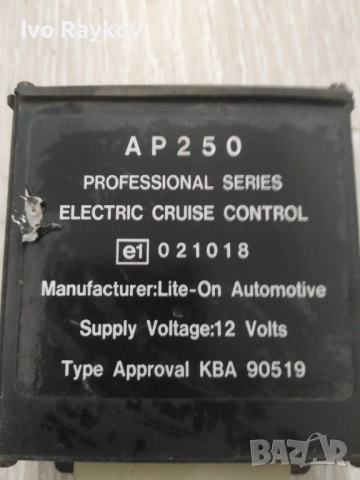 Ivo Raykov
AP250
PROFESSIONAL SERIES
ELECTRIC CRUISE CONTROL
e1 021018
Manufacturer:Lite-On Automotive
Supply Voltage:12 Volts
Type Approval KBA 90519
BAZAR